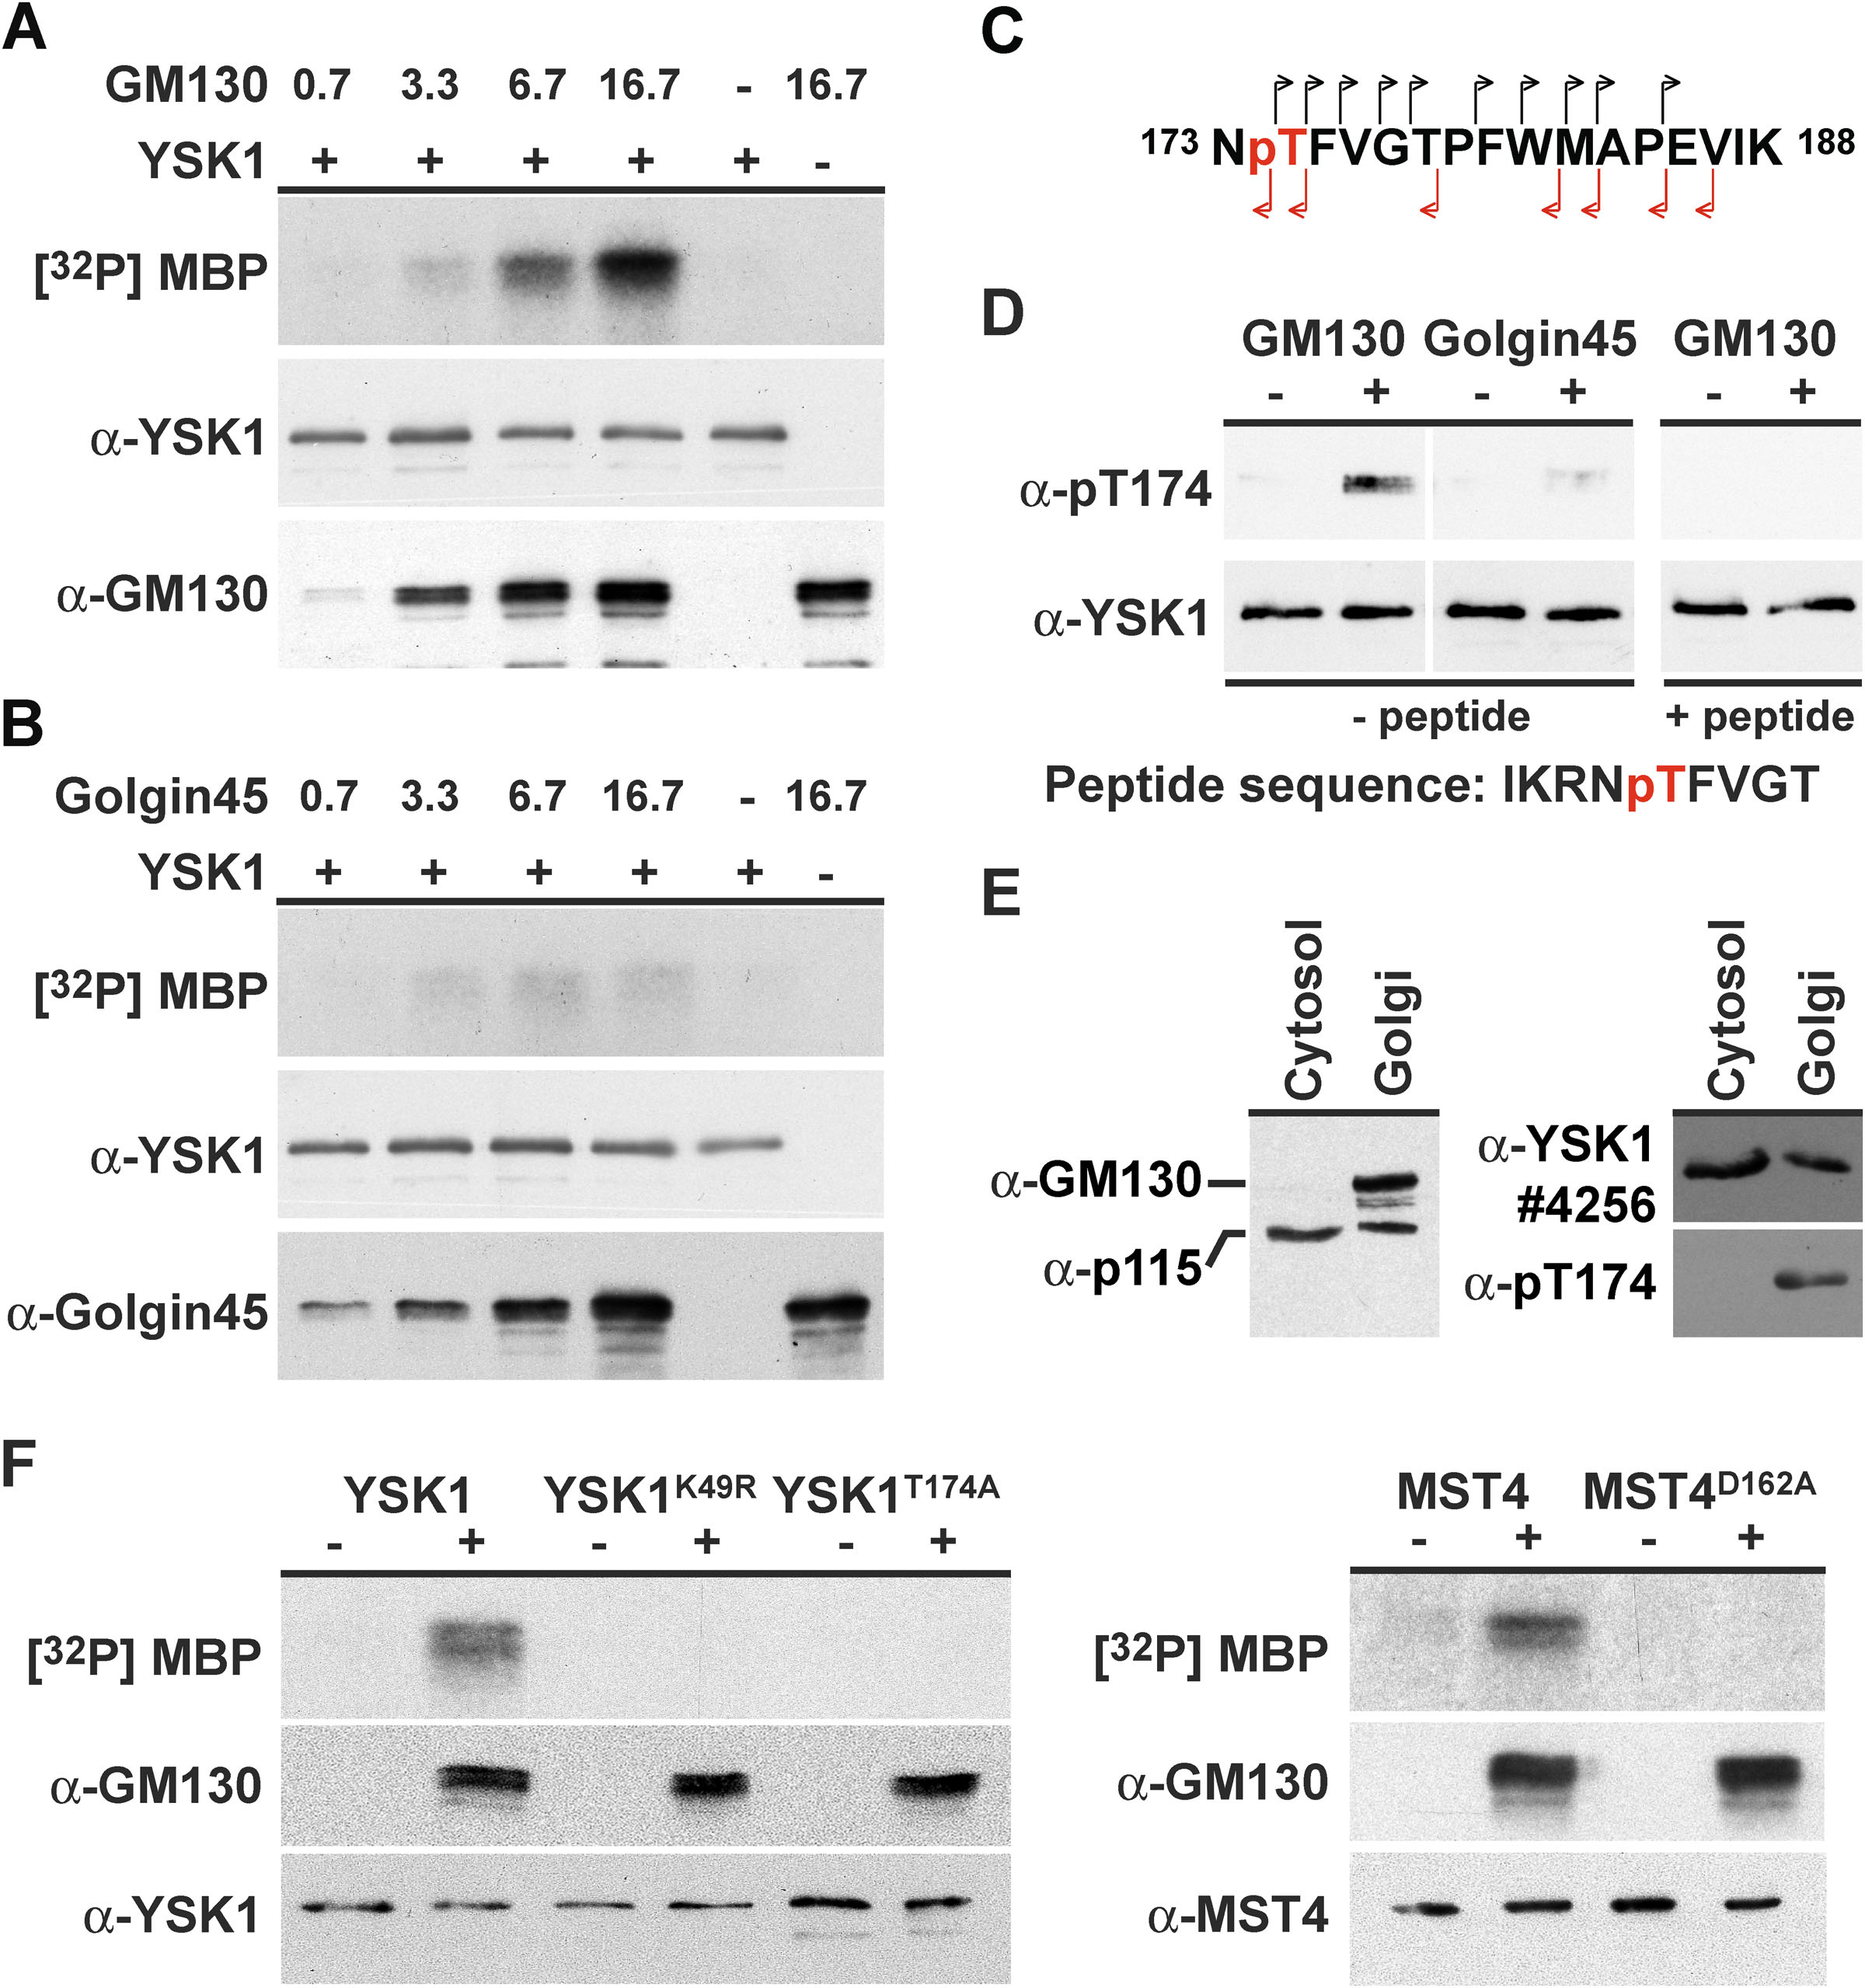 A
GM130 0.7 3.3 6.7 16.7 - 16.7
YSK1 + + + + + -
[32P] MBP
α-YSK1
α-GM130
B
Golgin45 0.7 3.3 6.7 16.7 - 16.7
YSK1 + + + + + -
[32P] MBP
α-YSK1
α-Golgin45
C
173 NpTFVGTPFWMAPEVIK 188
D
GM130 Golgin45 GM130
- + - + - +
α-pT174
α-YSK1
- peptide + peptide
Peptide sequence: IKRNpTFVGT
E
Cytosol Golgi Cytosol Golgi
α-GM130
α-p115
α-YSK1
#4256
α-pT174
F
YSK1 YSK1K49R YSK1T174A
- + - + - +
[32P] MBP
α-GM130
α-YSK1
MST4 MST4D162A
- + - +
[32P] MBP
α-GM130
α-MST4